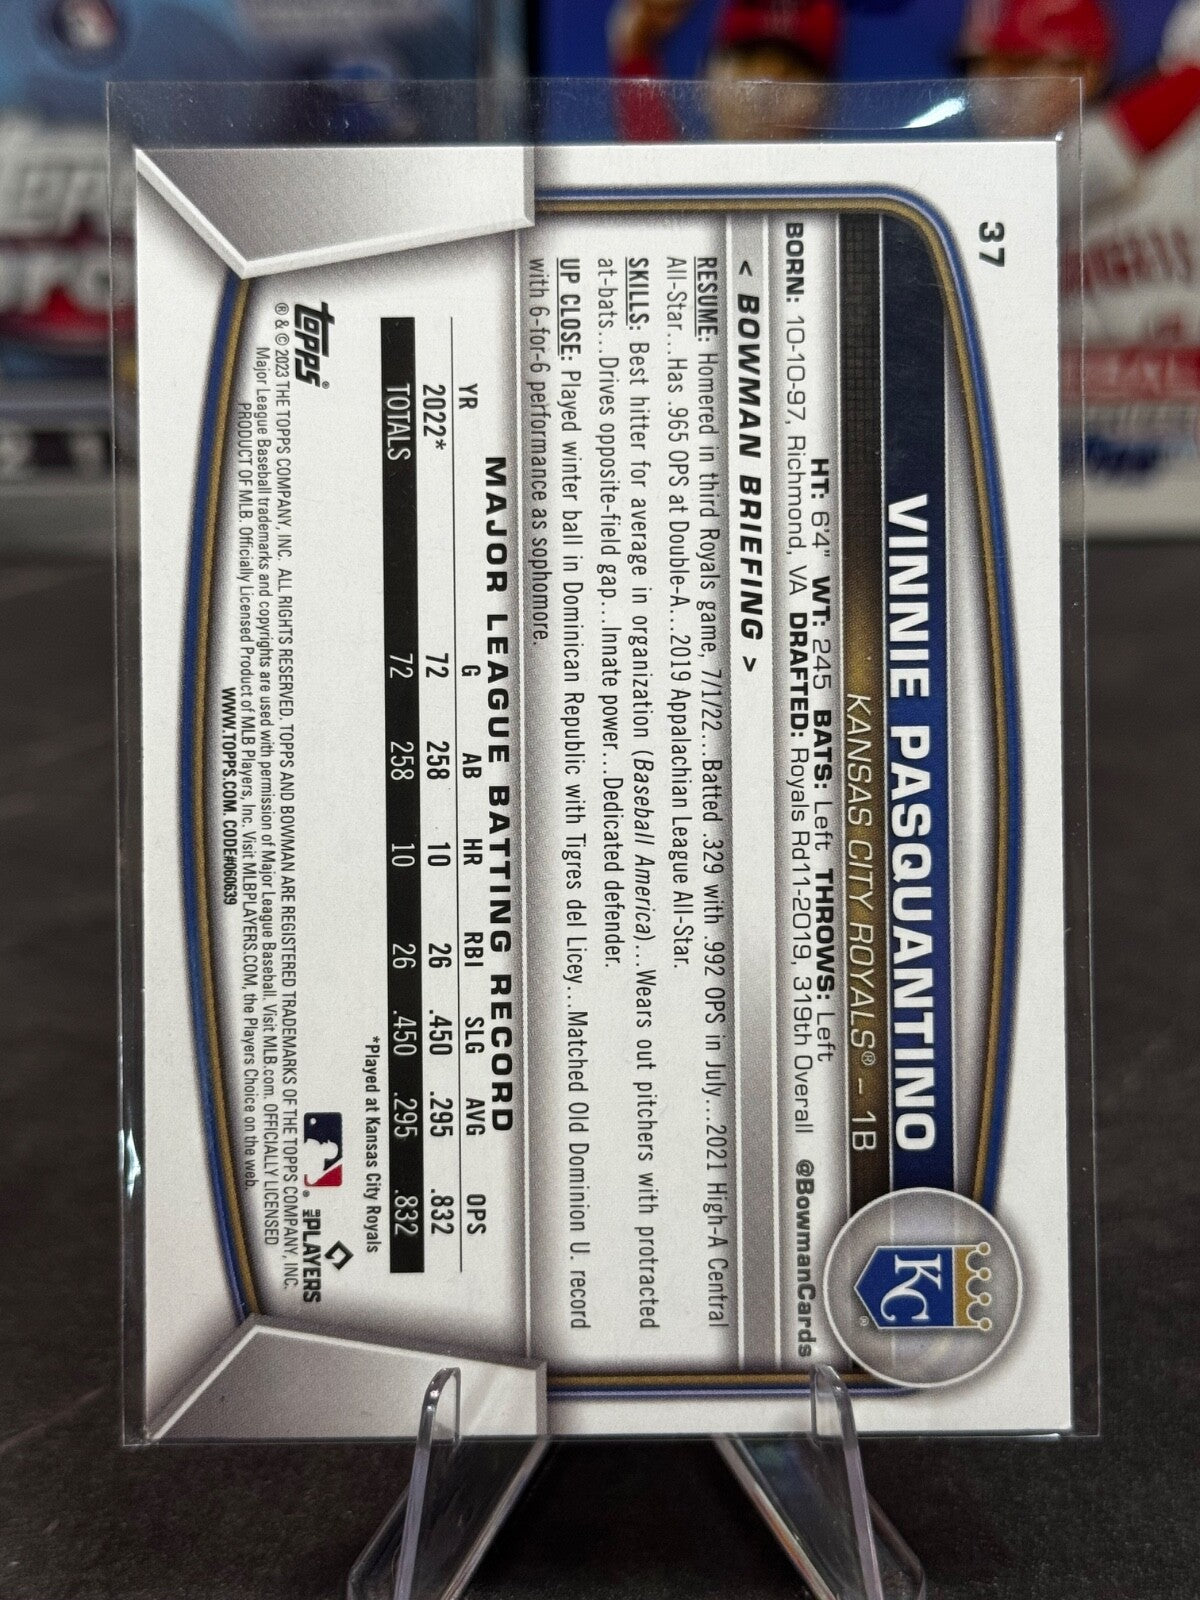 37
VINNIE PASQUANTINO
KANSAS CITY ROYALS® – 1B
KC
®
BORN: 10-10-97, Richmond, VA DRAFTED: Royals Rd11-2019, 319th Overall @BowmanCards
HT: 6'4" WT: 245 BATS: Left THROWS: Left
< BOWMAN BRIEFING >
RESUME: Homered in third Royals game, 7/1/22...Batted .329 with .992 OPS in July...2021 High-A Central
All-Star...Has .965 OPS at Double-A...2019 Appalachian League All-Star.
SKILLS: Best hitter for average in organization (Baseball America)...Wears out pitchers with protracted
at-bats...Drives opposite-field gap...Innate power...Dedicated defender.
UP CLOSE: Played winter ball in Dominican Republic with Tigres del Licey...Matched Old Dominion U. record
with 6-for-6 performance as sophomore.
MAJOR LEAGUE BATTING RECORD
YR G AB HR RBI SLG AVG OPS
2022* 72 258 10 26 .450 .295 .832
TOTALS 72 258 10 26 .450 .295 .832
*Played at Kansas City Royals
topps®
PLAYERS
® & © 2023 THE TOPPS COMPANY, INC. ALL RIGHTS RESERVED. TOPPS AND BOWMAN ARE REGISTERED TRADEMARKS OF THE TOPPS COMPANY, INC.
Major League Baseball trademarks and copyrights are used with permission of Major League Baseball. Visit MLB.com. OFFICIALLY LICENSED
PRODUCT OF MLB. Officially Licensed Product of MLB Players, Inc. Visit MLBPLAYERS.COM, the Players Choice on the web.
WWW.TOPPS.COM. CODE#060639